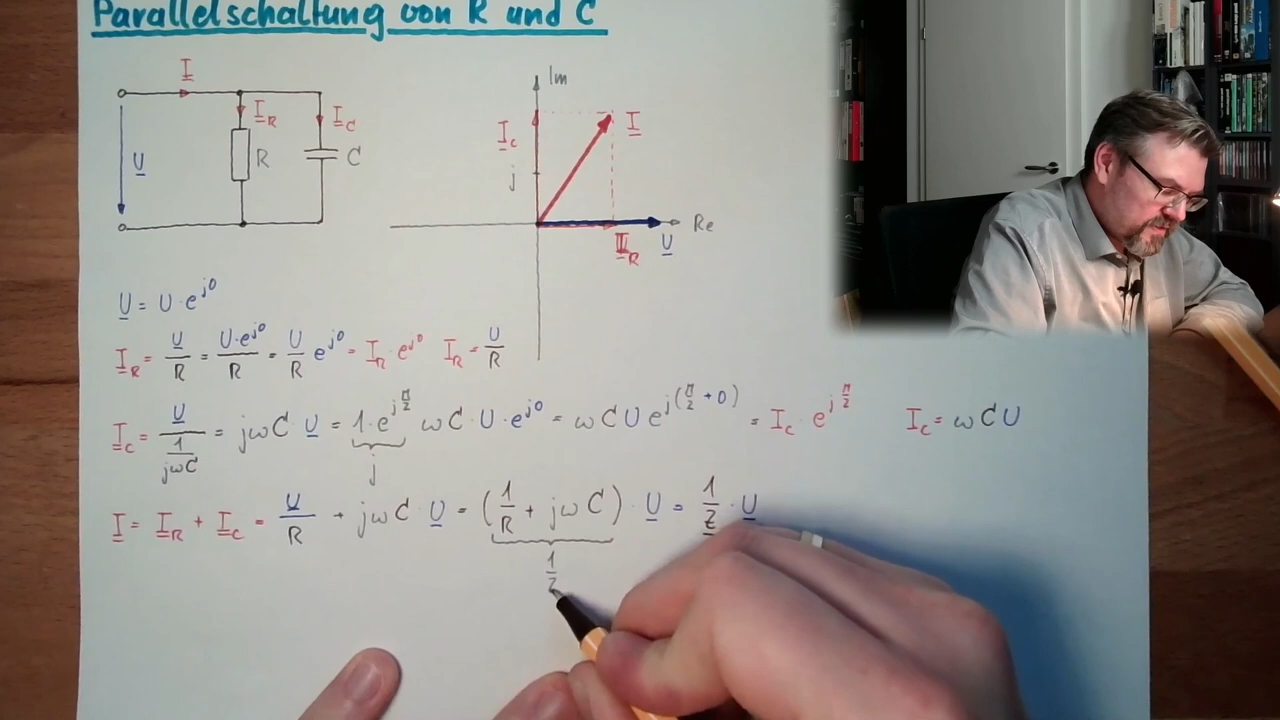 Parallelschaltung von R und C
I
I_R
I_C
U
R
C
Im
I_C
I
j
Re
I_R
U
U = U · e^{j0}
I_R = U/R = U·e^{j0}/R = U/R e^{j0} = I_R · e^{j0} I_R = U/R
I_C = U/(1/jωC) = jωC · U = 1·e^{jπ/2} ωC · U · e^{j0} = ωCU e^{j(π/2 + 0)} = I_C · e^{jπ/2} I_C = ωCU
j
I = I_R + I_C = U/R + jωC · U = (1/R + jωC) · U = 1/Z · U
1/Z